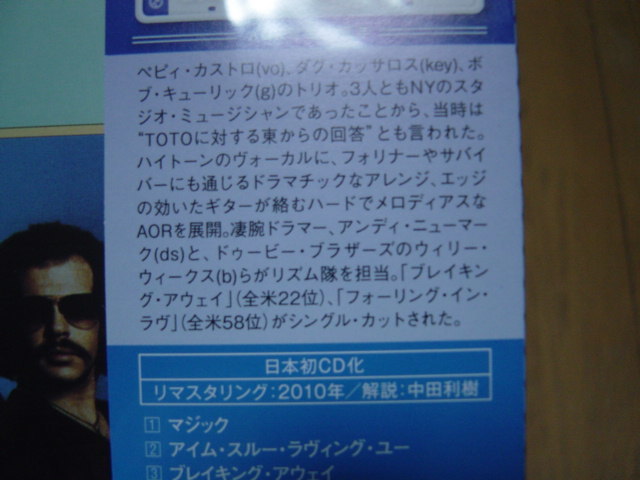 ベビィ・カストロ(vo)、ダグ・カッサロス(key)、ボ
ブ・キューリック(g)のトリオ。3人ともNYのスタ
ジオ・ミュージシャンであったことから、当時は
“TOTOに対する東からの回答”とも言われた。
ハイトーンのヴォーカルに、フォリナーやサバイ
バーにも通じるドラマチックなアレンジ、エッジ
の効いたギターが絡むハードでメロディアスな
AORを展開。凄腕ドラマー、アンディ・ニューマー
ク(ds)と、ドゥービー・ブラザーズのウィリー・
ウィークス(b)らがリズム隊を担当。「ブレイキン
グ・アウェイ」(全米22位)、「フォーリング・イン・
ラヴ」(全米58位)がシングル・カットされた。
日本初CD化
リマスタリング：2010年／解説：中田利樹
1 マジック
2 アイム・スルー・ラヴィング・ユー
3 ブレイキング・アウェイ